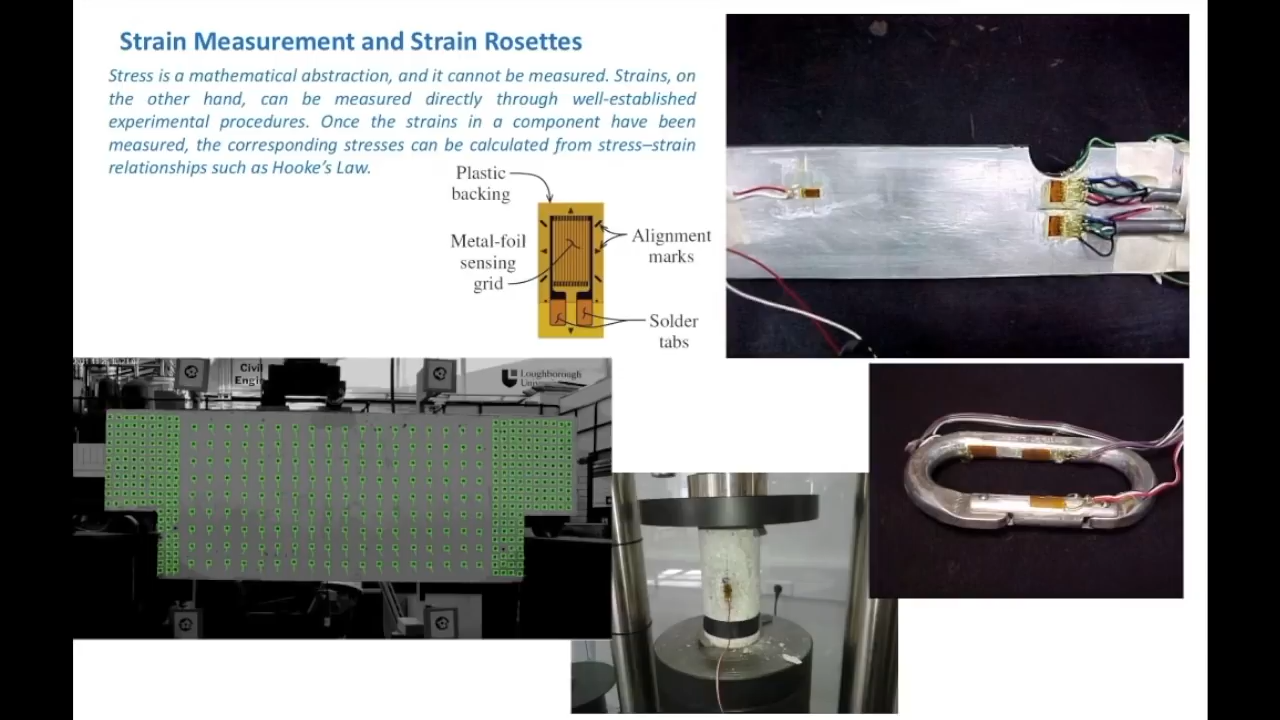 Strain Measurement and Strain Rosettes
Stress is a mathematical abstraction, and it cannot be measured. Strains, on
the other hand, can be measured directly through well-established
experimental procedures. Once the strains in a component have been
measured, the corresponding stresses can be calculated from stress–strain
relationships such as Hooke's Law.
Plastic
backing
Metal-foil
sensing
grid
Alignment
marks
Solder
tabs
Civil
Loughborough